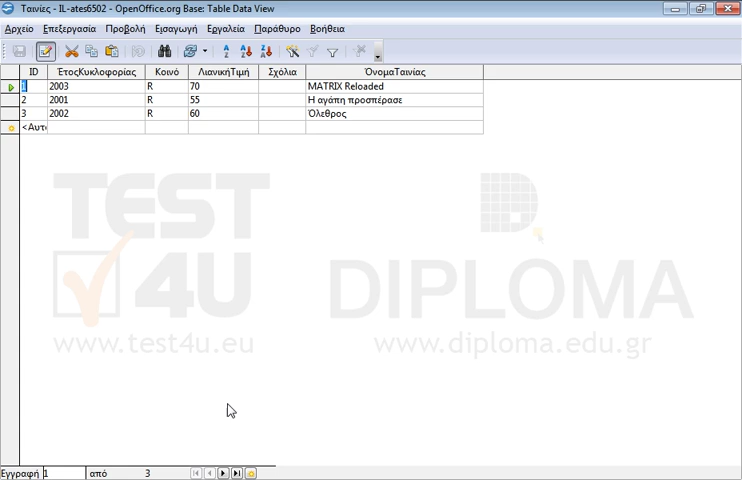 Ταινίες - IL-ates6502 - OpenOffice.org Base: Table Data View
Αρχείο Επεξεργασία Προβολή Εισαγωγή Εργαλεία Παράθυρο Βοήθεια
ID ΈτοςΚυκλοφορίας Κοινό ΛιανικήΤιμή Σχόλια ΌνομαΤαινίας
1 2003 R 70 MATRIX Reloaded
2 2001 R 55 Η αγάπη προσπέρασε
3 2002 R 60 Όλεθρος
<Αυτ
TEST 4U
www.test4u.eu
D
DIPLOMA
www.diploma.edu.gr
Εγγραφή 1 από 3